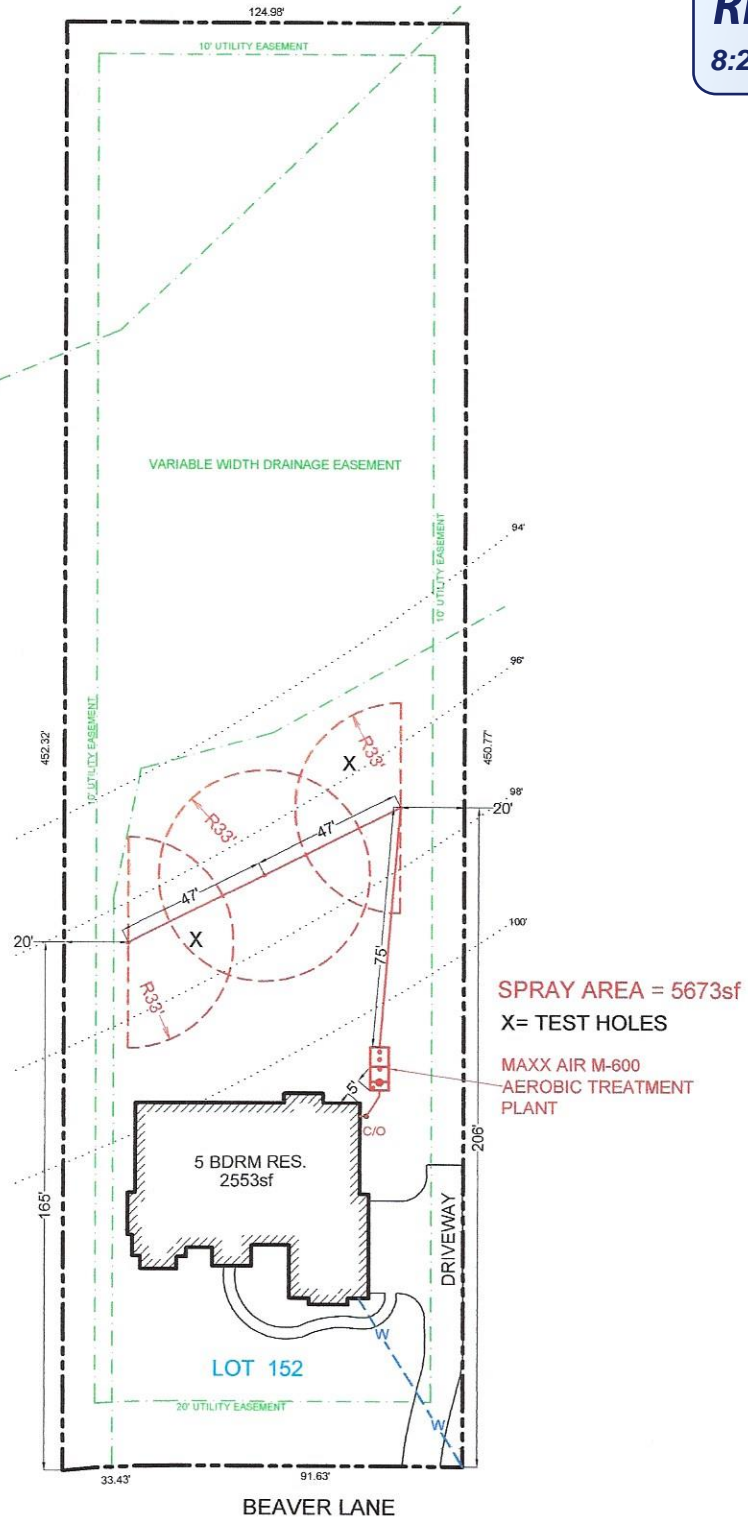 8:2
124.98'
10' UTILITY EASEMENT
VARIABLE WIDTH DRAINAGE EASEMENT
94'
10' UTILITY EASEMENT
96'
452.32'
10' UTILITY EASEMENT
450.77'
R33'
X
98'
20'
R33'
47'
47'
20'
X
100'
75'
R33'
SPRAY AREA = 5673sf
X= TEST HOLES
MAXX AIR M-600
AEROBIC TREATMENT
PLANT
5'
C/O
206'
5 BDRM RES.
2553sf
165'
DRIVEWAY
W
LOT 152
W
20' UTILITY EASEMENT
33.43'
91.63'
BEAVER LANE